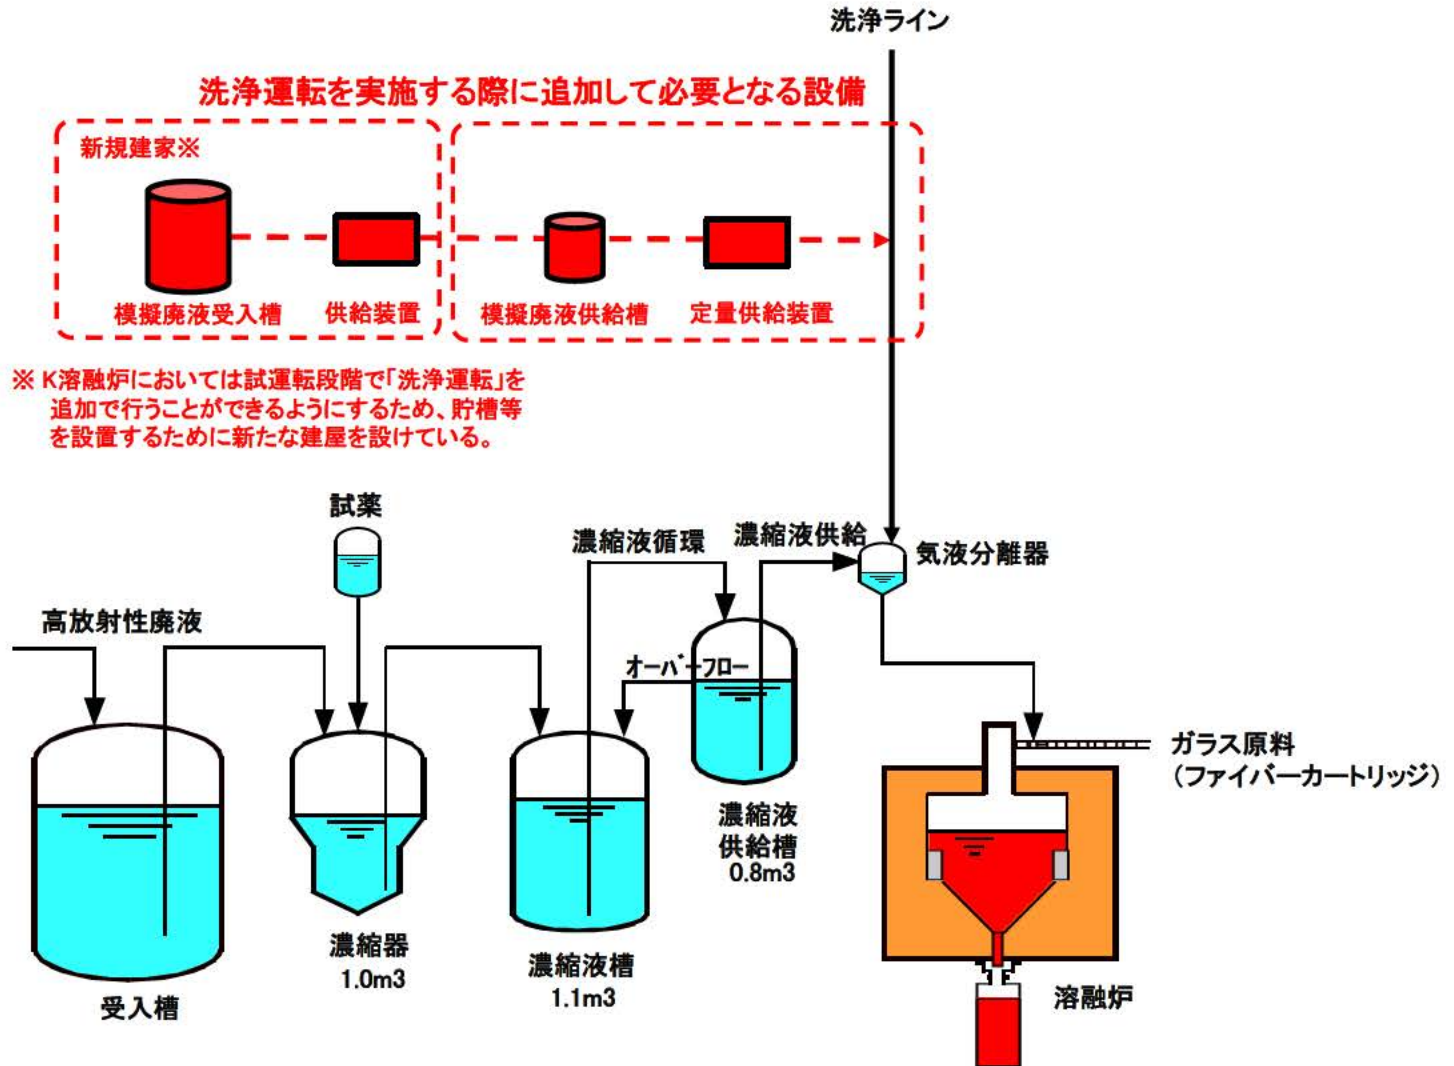 洗浄ライン
洗浄運転を実施する際に追加して必要となる設備
新規建家※
模擬廃液受入槽
供給装置
模擬廃液供給槽
定量供給装置
※ K溶融炉においては試運転段階で「洗浄運転」を
追加で行うことができるようにするため、貯槽等
を設置するために新たな建屋を設けている。
試薬
濃縮液循環
濃縮液供給
気液分離器
高放射性廃液
オーバーフロー
ガラス原料
(ファイバーカートリッジ)
濃縮液
供給槽
0.8m3
濃縮器
1.0m3
濃縮液槽
1.1m3
受入槽
溶融炉